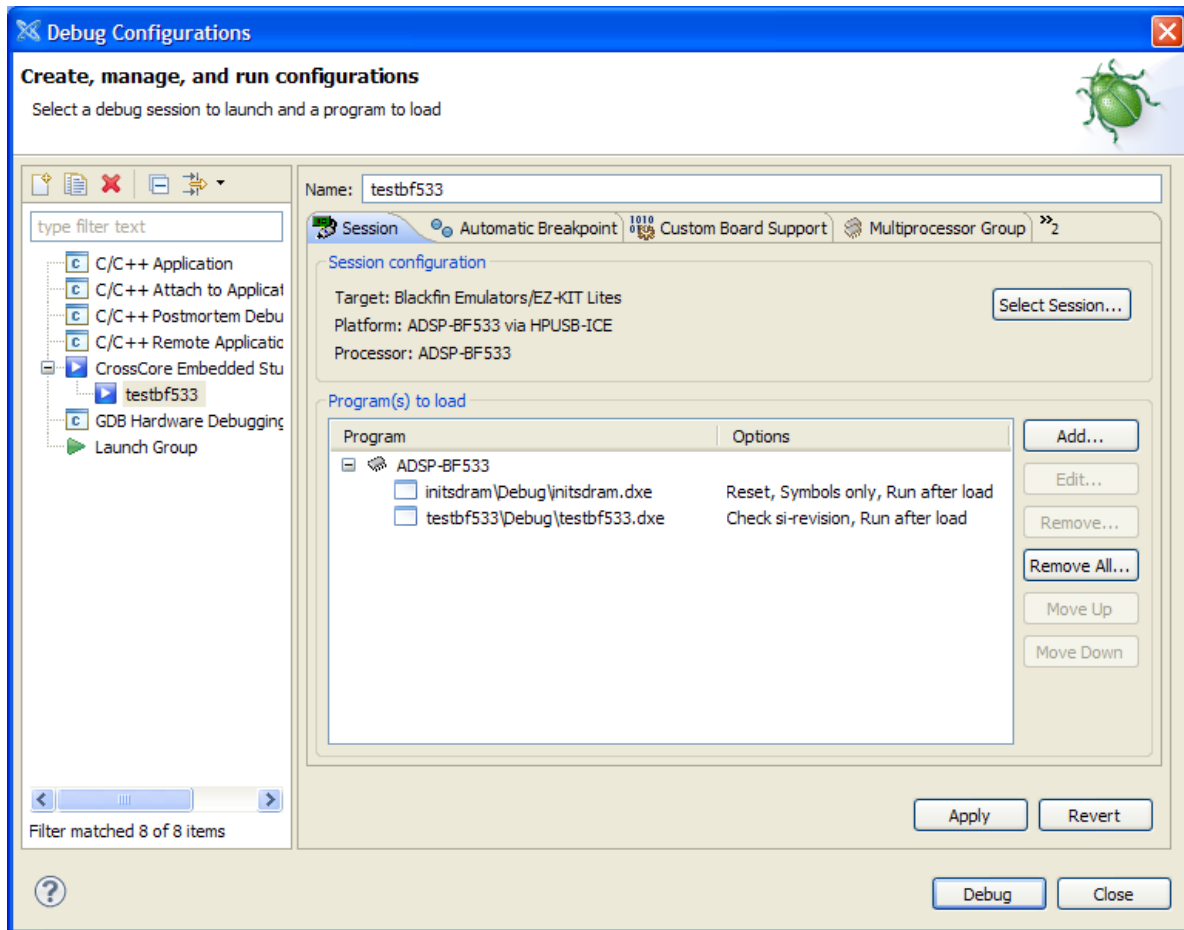 Debug Configurations
Create, manage, and run configurations
Select a debug session to launch and a program to load
type filter text
C/C++ Application
C/C++ Attach to Applicat
C/C++ Postmortem Debu
C/C++ Remote Applicatic
CrossCore Embedded Stu
testbf533
GDB Hardware Debugging
Launch Group
Filter matched 8 of 8 items
Name: testbf533
Session Automatic Breakpoint Custom Board Support Multiprocessor Group »2
Session configuration
Target: Blackfin Emulators/EZ-KIT Lites
Platform: ADSP-BF533 via HPUSB-ICE
Processor: ADSP-BF533
Select Session...
Program(s) to load
Program Options
ADSP-BF533
initsdram\Debug\initsdram.dxe Reset, Symbols only, Run after load
testbf533\Debug\testbf533.dxe Check si-revision, Run after load
Add...
Edit...
Remove...
Remove All...
Move Up
Move Down
Apply Revert
? Debug Close